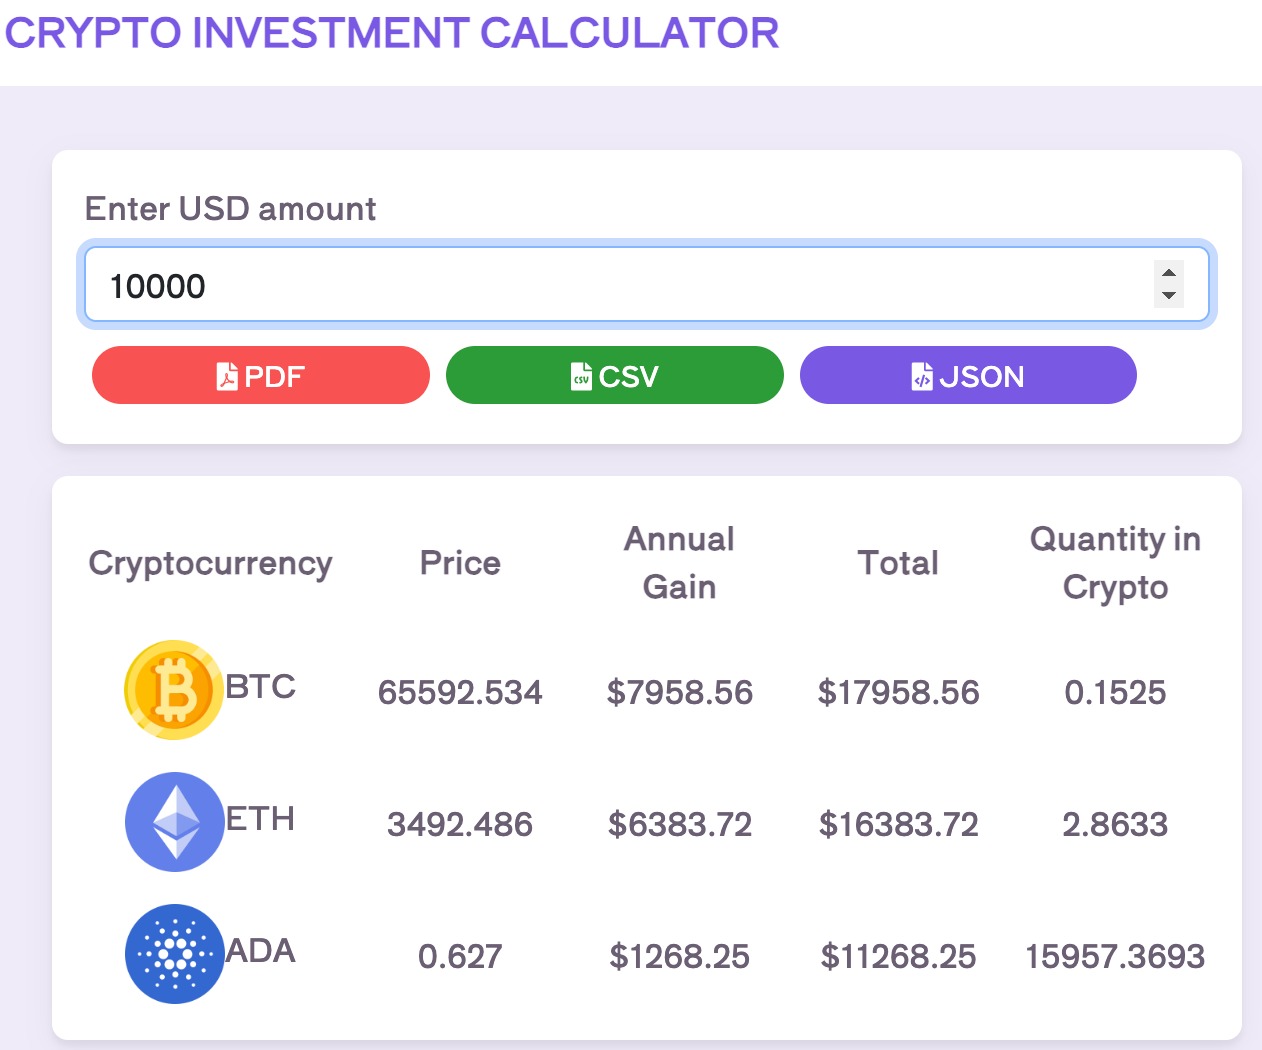 CRYPTO INVESTMENT CALCULATOR
Enter USD amount
10000
PDF
CSV CSV
JSON
Cryptocurrency Price Annual Gain Total Quantity in Crypto
BTC 65592.534 $7958.56 $17958.56 0.1525
ETH 3492.486 $6383.72 $16383.72 2.8633
ADA 0.627 $1268.25 $11268.25 15957.3693